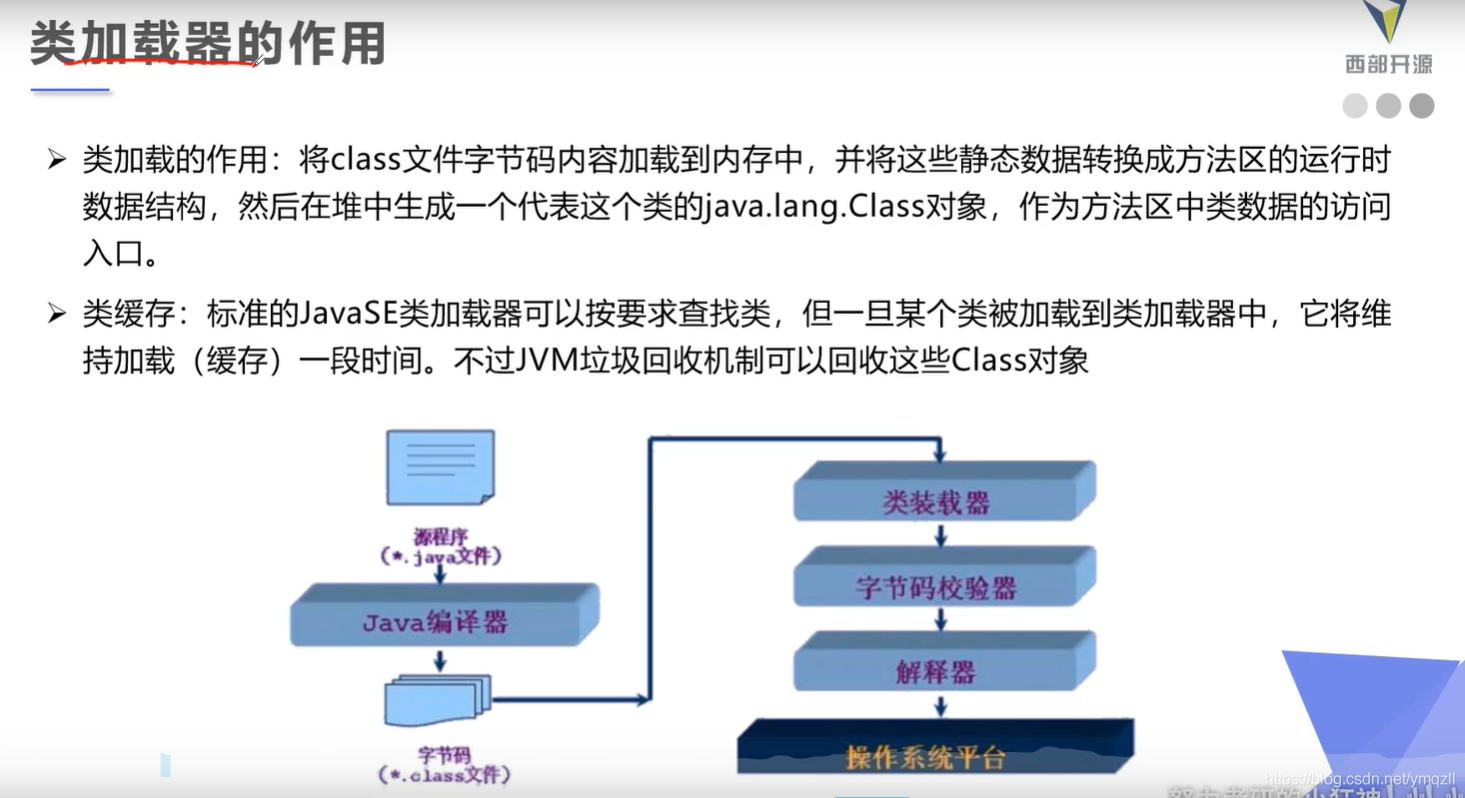 类加载器的作用
西部开源
类加载的作用：将class文件字节码内容加载到内存中，并将这些静态数据转换成方法区的运行时
数据结构，然后在堆中生成一个代表这个类的java.lang.Class对象，作为方法区中类数据的访问
入口。
类缓存：标准的JavaSE类加载器可以按要求查找类，但一旦某个类被加载到类加载器中，它将维
持加载（缓存）一段时间。不过JVM垃圾回收机制可以回收这些Class对象
源程序
(*.java文件)
Java编译器
字节码
(*.class文件)
类装载器
字节码校验器
解释器
操作系统平台
https://blog.csdn.net/ymqzll